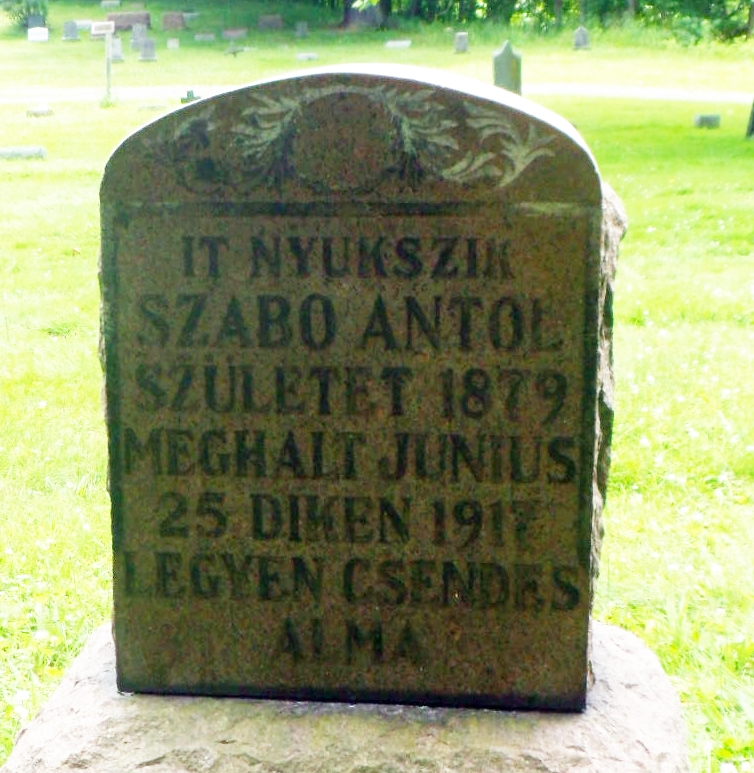 IT NYUKSZIK
SZABO ANTOL
SZULETET 1879
MEGHALT JUNIUS
25 DIKEN 1917
LEGYEN CSENDES
ALMA